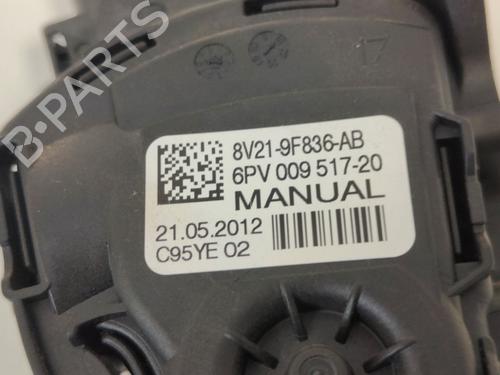 17
8V21-9F836-AB
6PV 009 517-20
MANUAL
21.05.2012
C95YE 02
B-PARTS